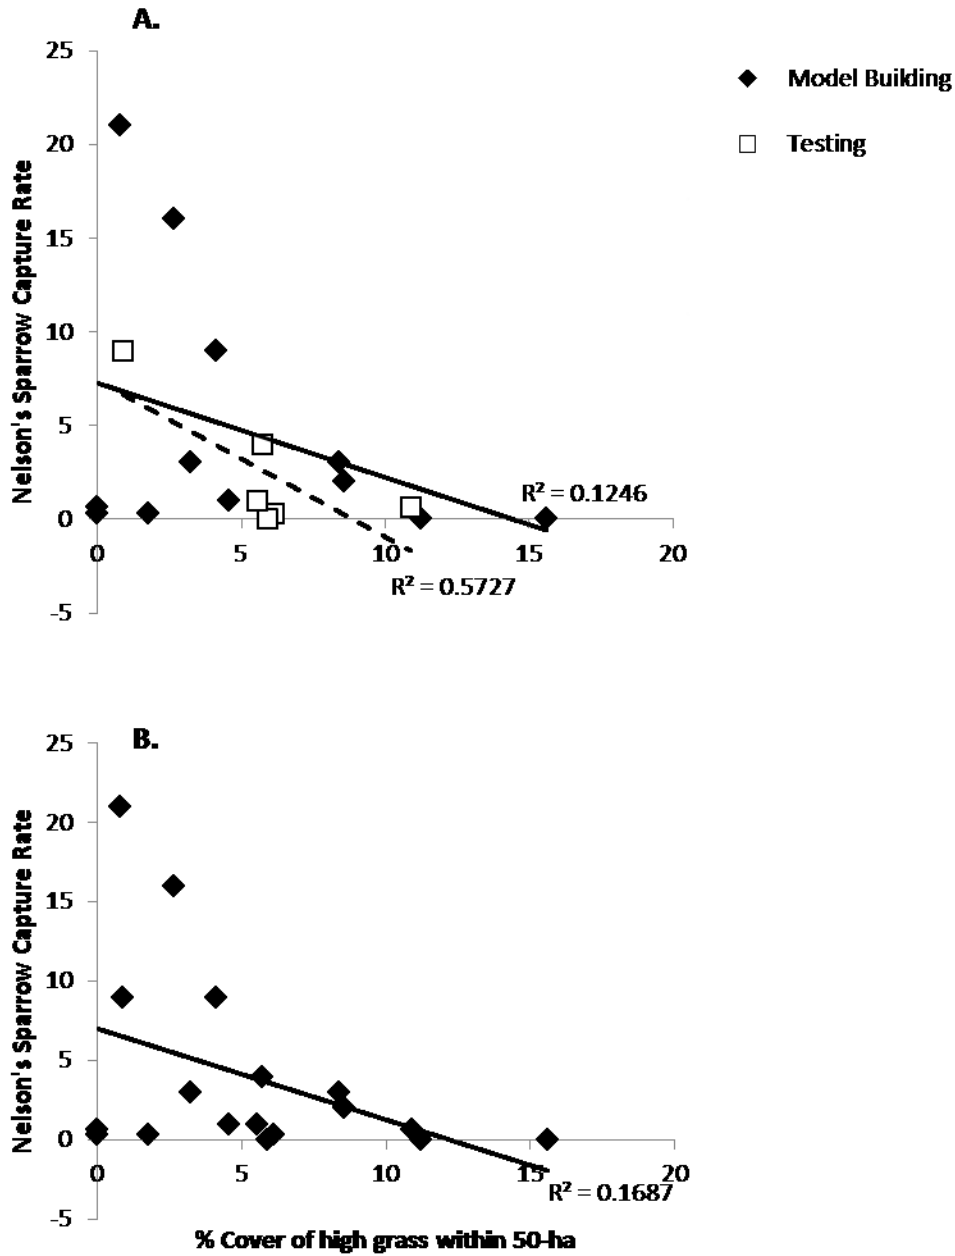 A.
25
20
15
10
5
0
-5
0 5 10 15 20
Nelson's Sparrow Capture Rate
Model Building
Testing
R² = 0.1246
R² = 0.5727
B.
25
20
15
10
5
0
-5
0 5 10 15 20
Nelson's Sparrow Capture Rate
R² = 0.1687
% Cover of high grass within 50-ha